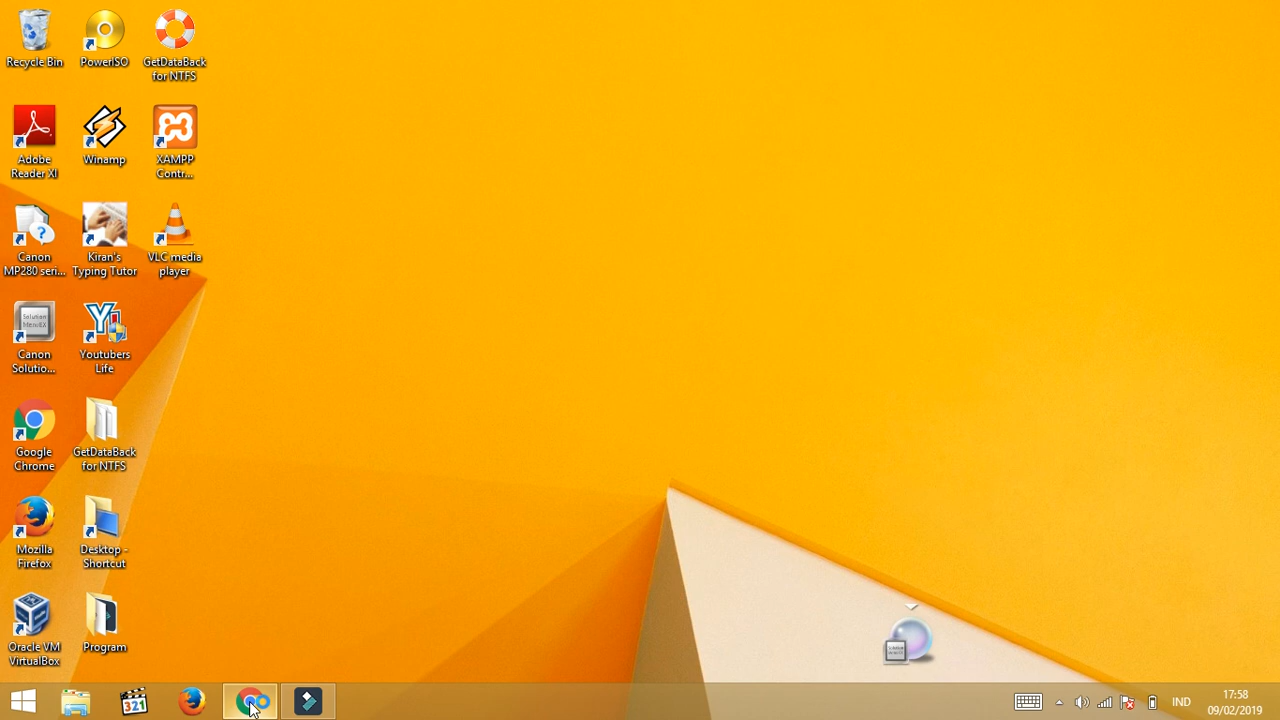 Recycle Bin
PowerISO
GetDataBack
for NTFS
Adobe
Reader XI
Winamp
XAMPP
Contr...
Canon
MP280 seri...
Kiran's
Typing Tutor
VLC media
player
Canon
Solutio...
Youtubers
Life
Google
Chrome
GetDataBack
for NTFS
Mozilla
Firefox
Desktop -
Shortcut
Oracle VM
VirtualBox
Program
321
IND
17:58
09/02/2019